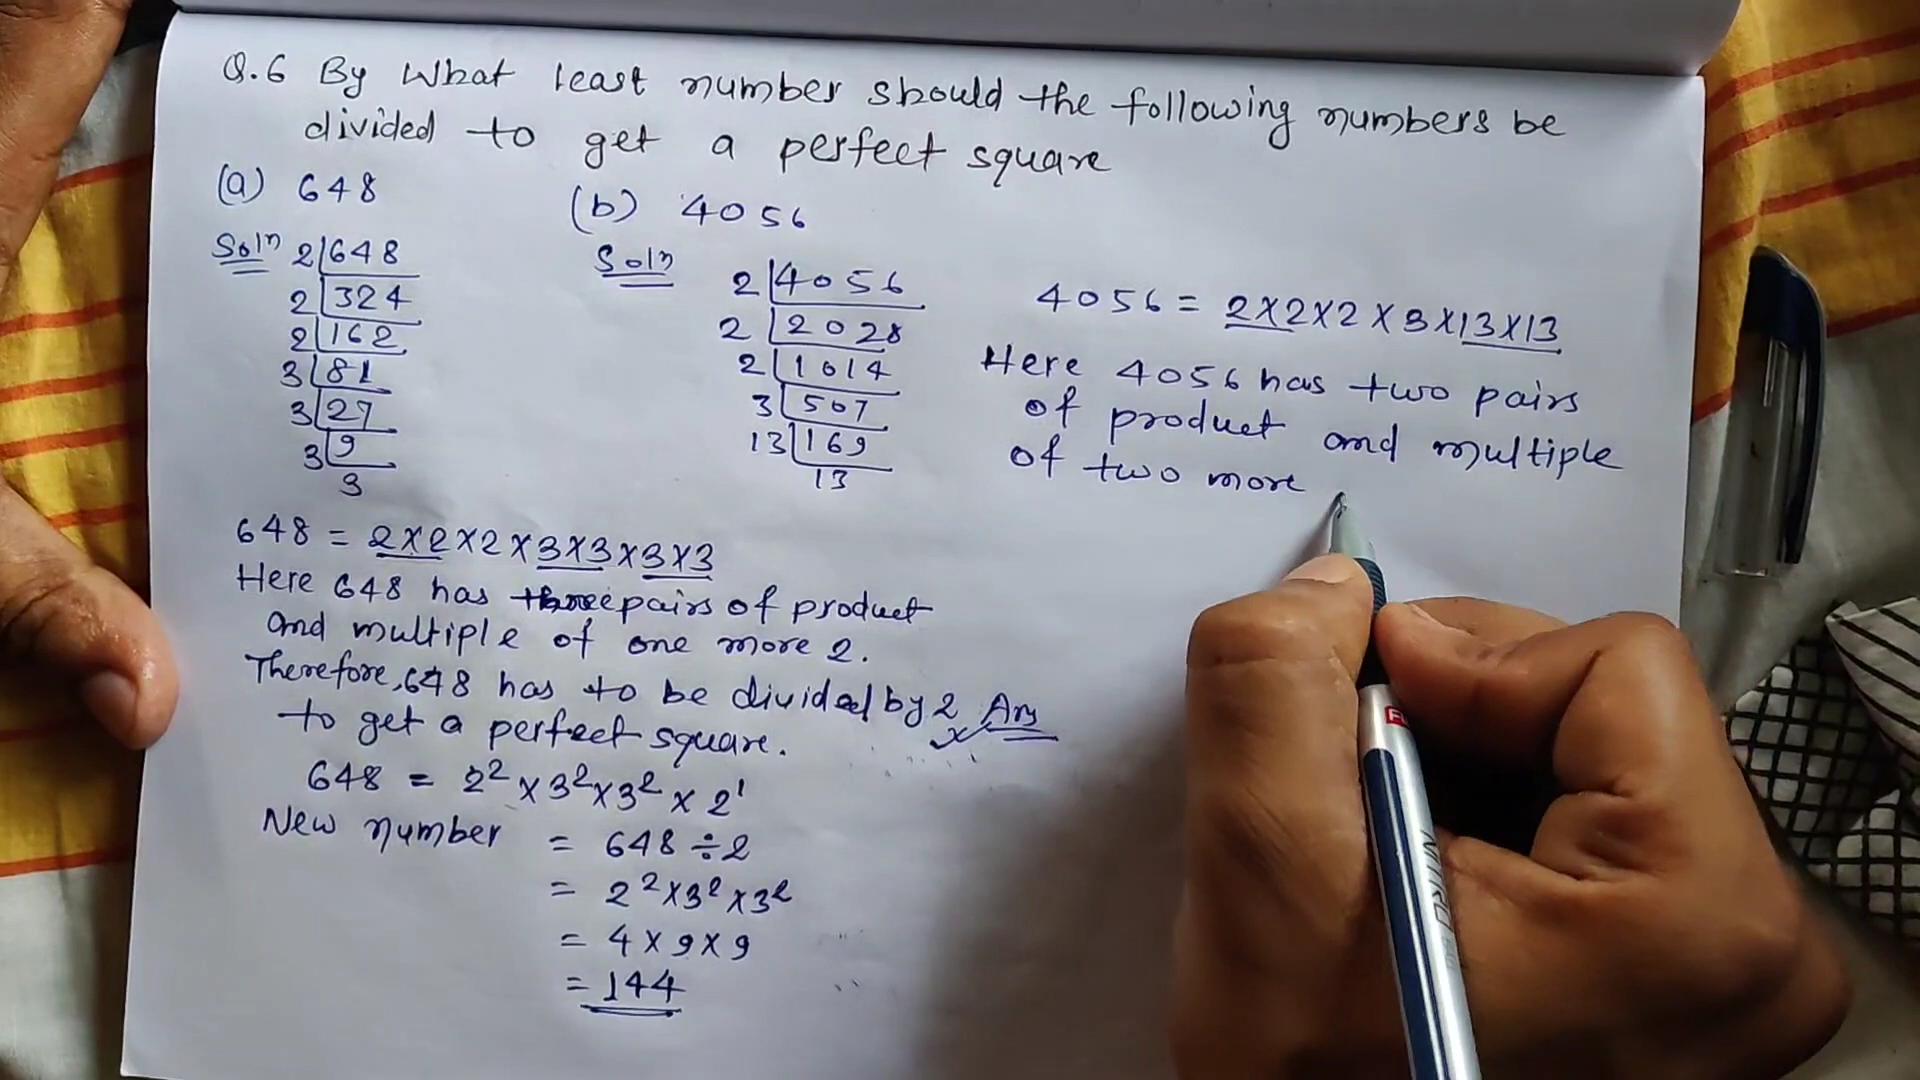 Q.6 By What least number should the following numbers be
divided to get a perfect square
(a) 648
Soln 2 648
2 324
2 162
3 81
3 27
3 9
3
648 = 2×2×2×3×3×3×3
Here 648 has three pairs of product
and multiple of one more 2.
Therefore, 648 has to be divided by 2 Ans
to get a perfect square.
648 = 2² × 3² × 3² × 2¹
New number = 648 ÷ 2
= 2² × 3² × 3²
= 4 × 9 × 9
= 144
(b) 4056
Soln 2 4056
2 2028
2 1014
3 507
13 169
13
4056 = 2×2×2×3×13×13
Here 4056 has two pairs
of product and multiple
of two more